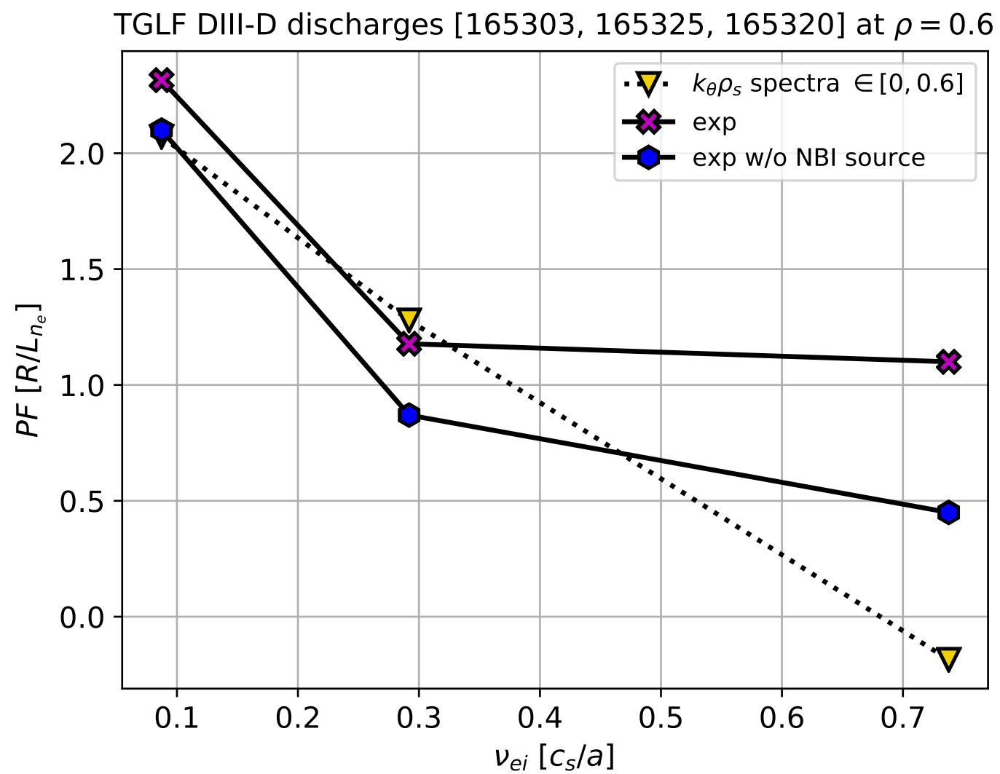 TGLF DIII-D discharges [165303, 165325, 165320] at ρ = 0.6
k_θρ_s spectra ∈ [0, 0.6]
exp
exp w/o NBI source
PF [R/L_{n_e}]
2.0
1.5
1.0
0.5
0.0
0.1 0.2 0.3 0.4 0.5 0.6 0.7
ν_{ei} [c_s/a]